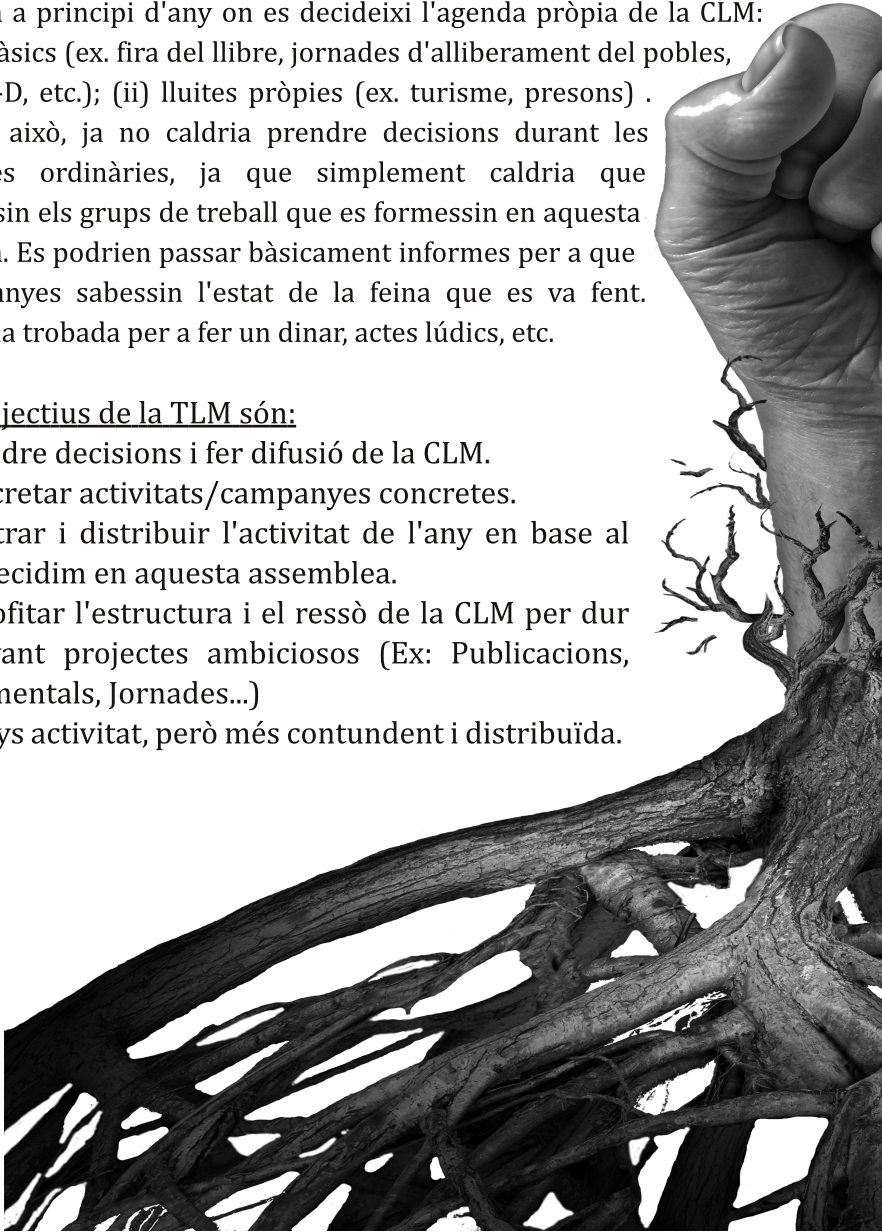 a principi d'any on es decideixi l'agenda pròpia de la CLM:
àsics (ex. fira del llibre, jornades d'alliberament del pobles,
-D, etc.); (ii) lluites pròpies (ex. turisme, presons) .
això, ja no caldria prendre decisions durant les
es ordinàries, ja que simplement caldria que
sin els grups de treball que es formessin en aquesta
. Es podrien passar bàsicament informes per a que
anyes sabessin l'estat de la feina que es va fent.
a trobada per a fer un dinar, actes lúdics, etc.
jectius de la TLM són:
dre decisions i fer difusió de la CLM.
cretar activitats/campanyes concretes.
trar i distribuir l'activitat de l'any en base al
ecidim en aquesta assemblea.
ofitar l'estructura i el ressò de la CLM per dur
vant projectes ambiciosos (Ex: Publicacions,
mentals, Jornades...)
ys activitat, però més contundent i distribuïda.